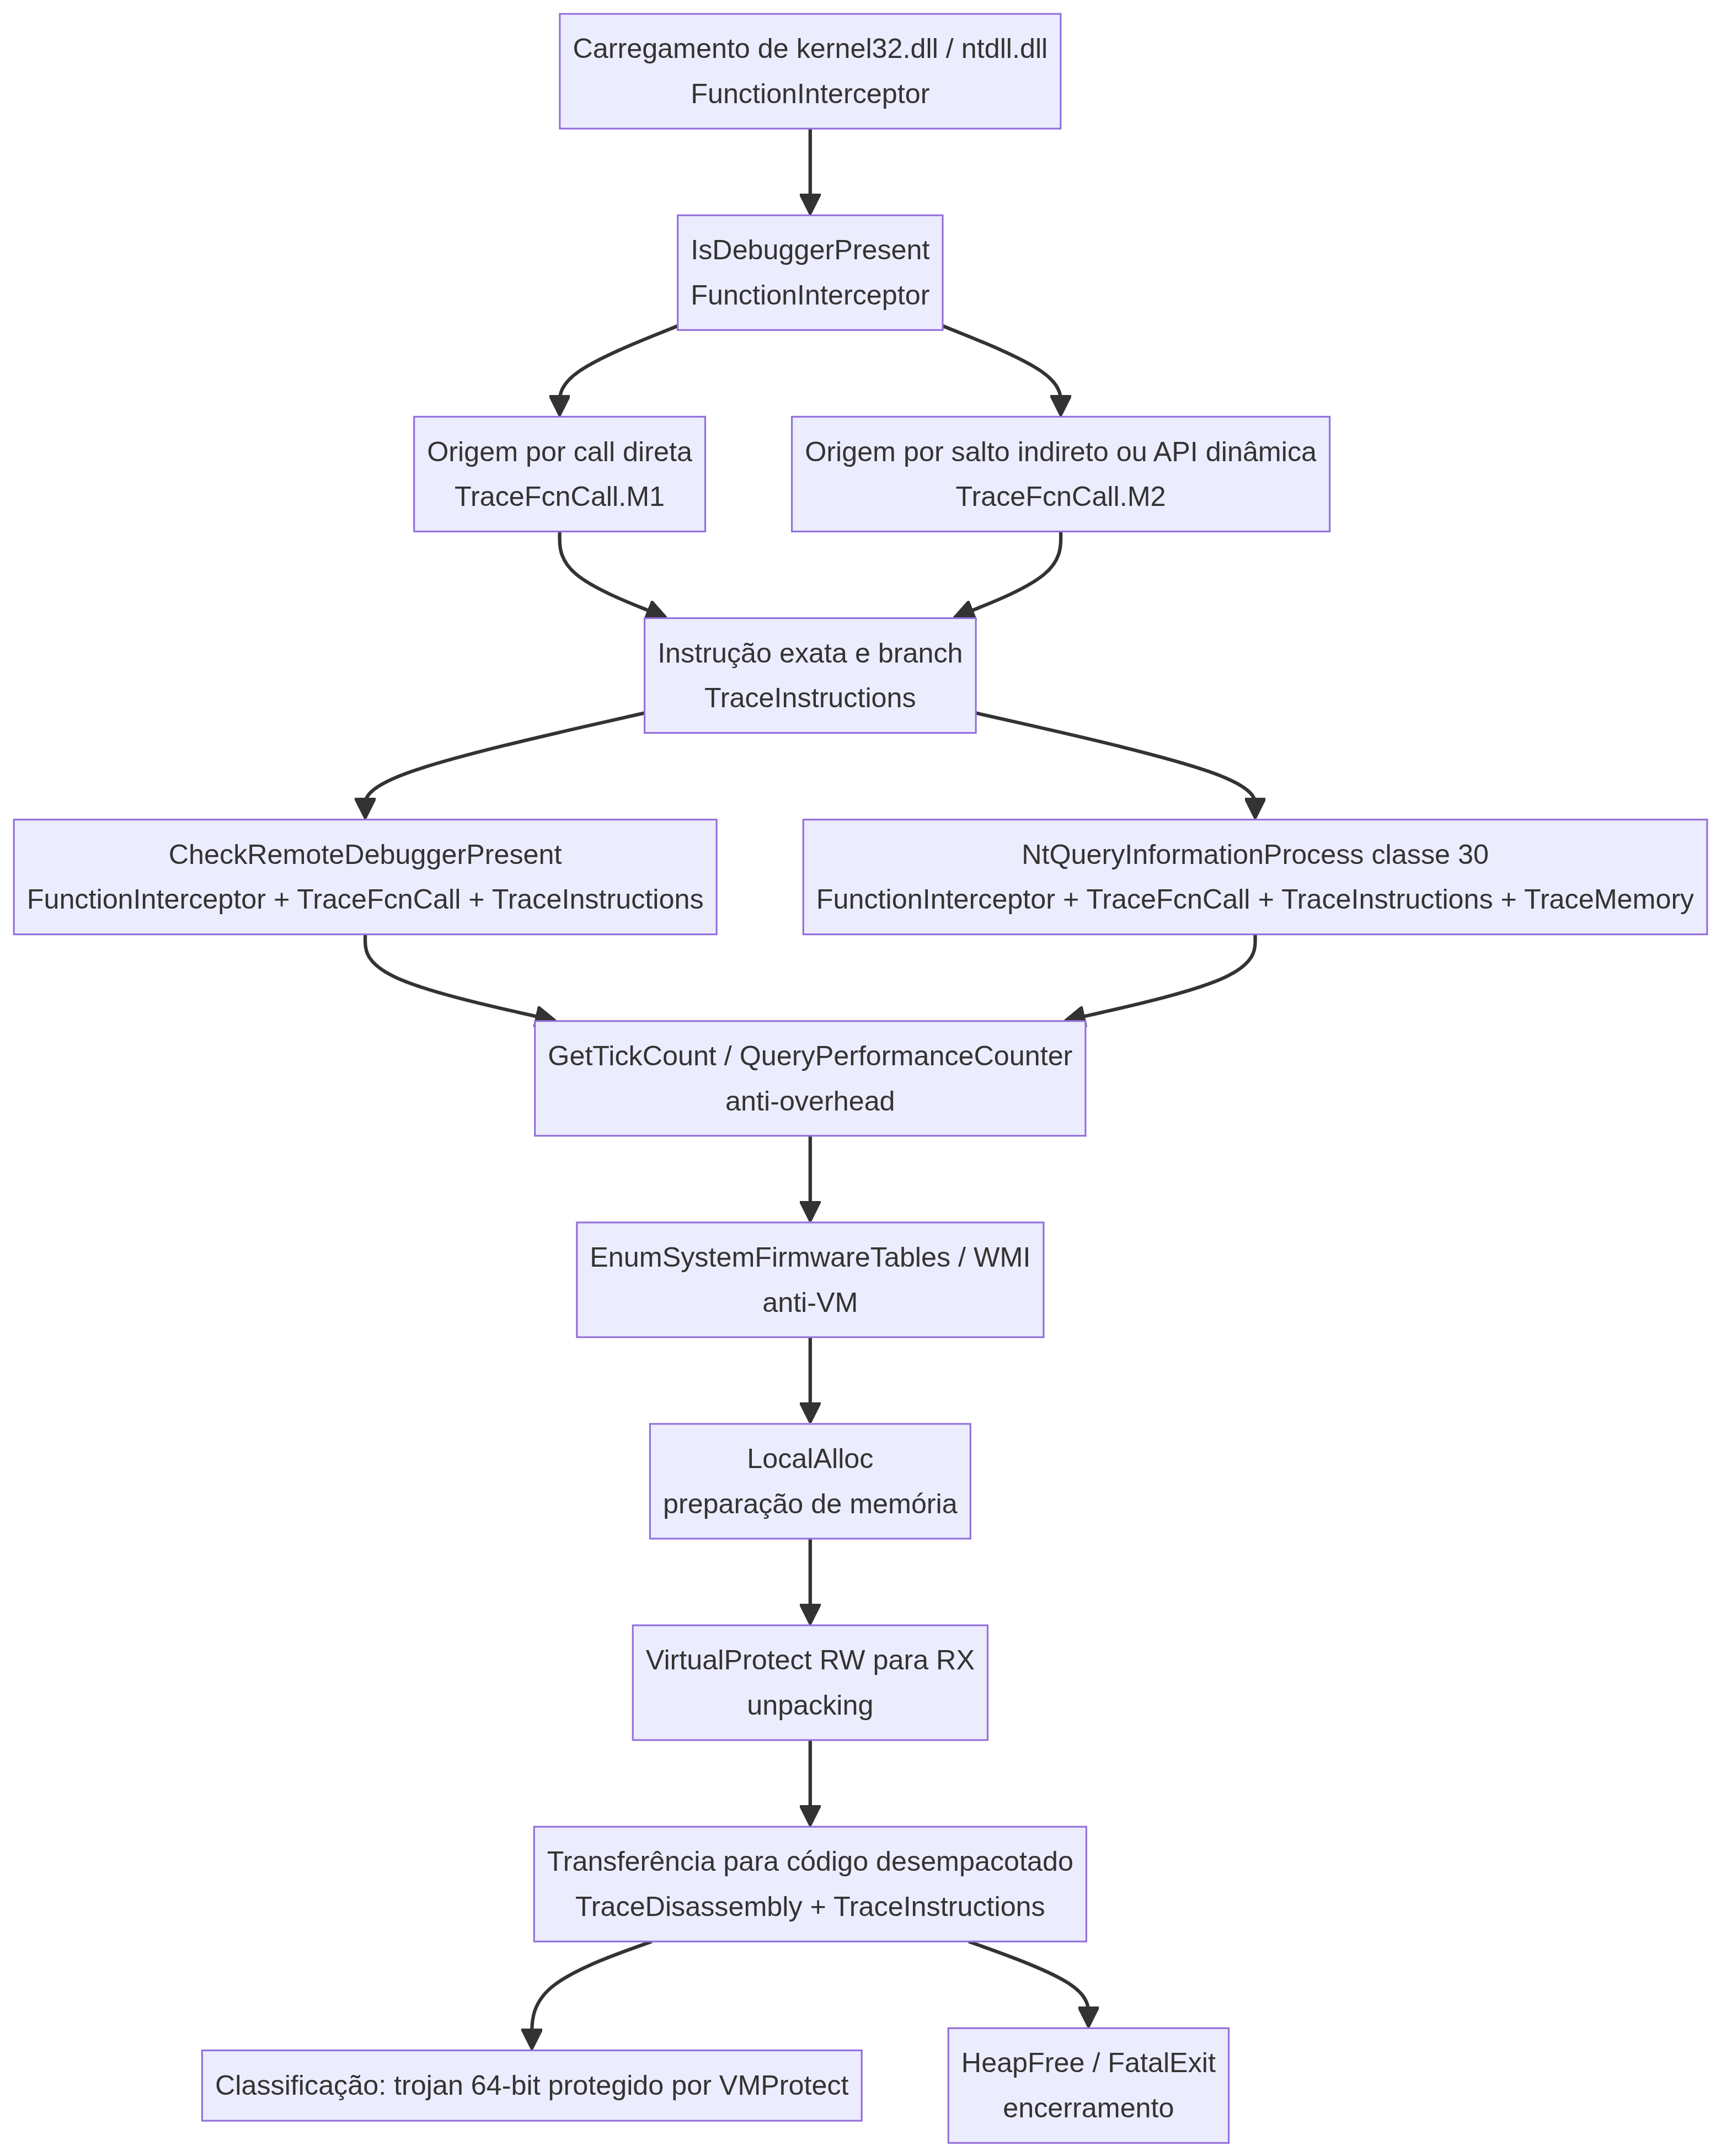 Carregamento de kernel32.dll / ntdll.dll
FunctionInterceptor
IsDebuggerPresent
FunctionInterceptor
Origem por call direta
TraceFcnCall.M1
Origem por salto indireto ou API dinâmica
TraceFcnCall.M2
Instrução exata e branch
TraceInstructions
CheckRemoteDebuggerPresent
FunctionInterceptor + TraceFcnCall + TraceInstructions
NtQueryInformationProcess classe 30
FunctionInterceptor + TraceFcnCall + TraceInstructions + TraceMemory
GetTickCount / QueryPerformanceCounter
anti-overhead
EnumSystemFirmwareTables / WMI
anti-VM
LocalAlloc
preparação de memória
VirtualProtect RW para RX
unpacking
Transferência para código desempacotado
TraceDisassembly + TraceInstructions
Classificação: trojan 64-bit protegido por VMProtect
HeapFree / FatalExit
encerramento